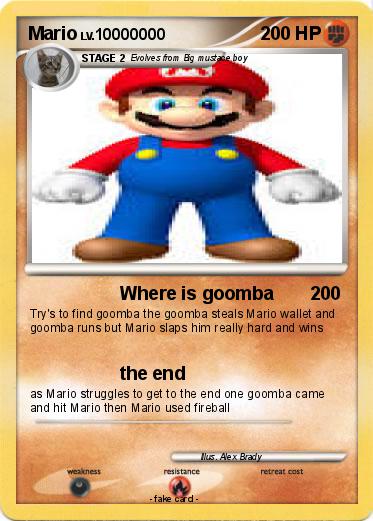 Mario LV.10000000 200 HP
STAGE 2 Evolves from Big mustace boy
Where is goomba 200
Try's to find goomba the goomba steals Mario wallet and
goomba runs but Mario slaps him really hard and wins
the end
as Mario struggles to get to the end one goomba came
and hit Mario then Mario used fireball
Illus. Alex Brady
weakness resistance retreat cost
- fake card -